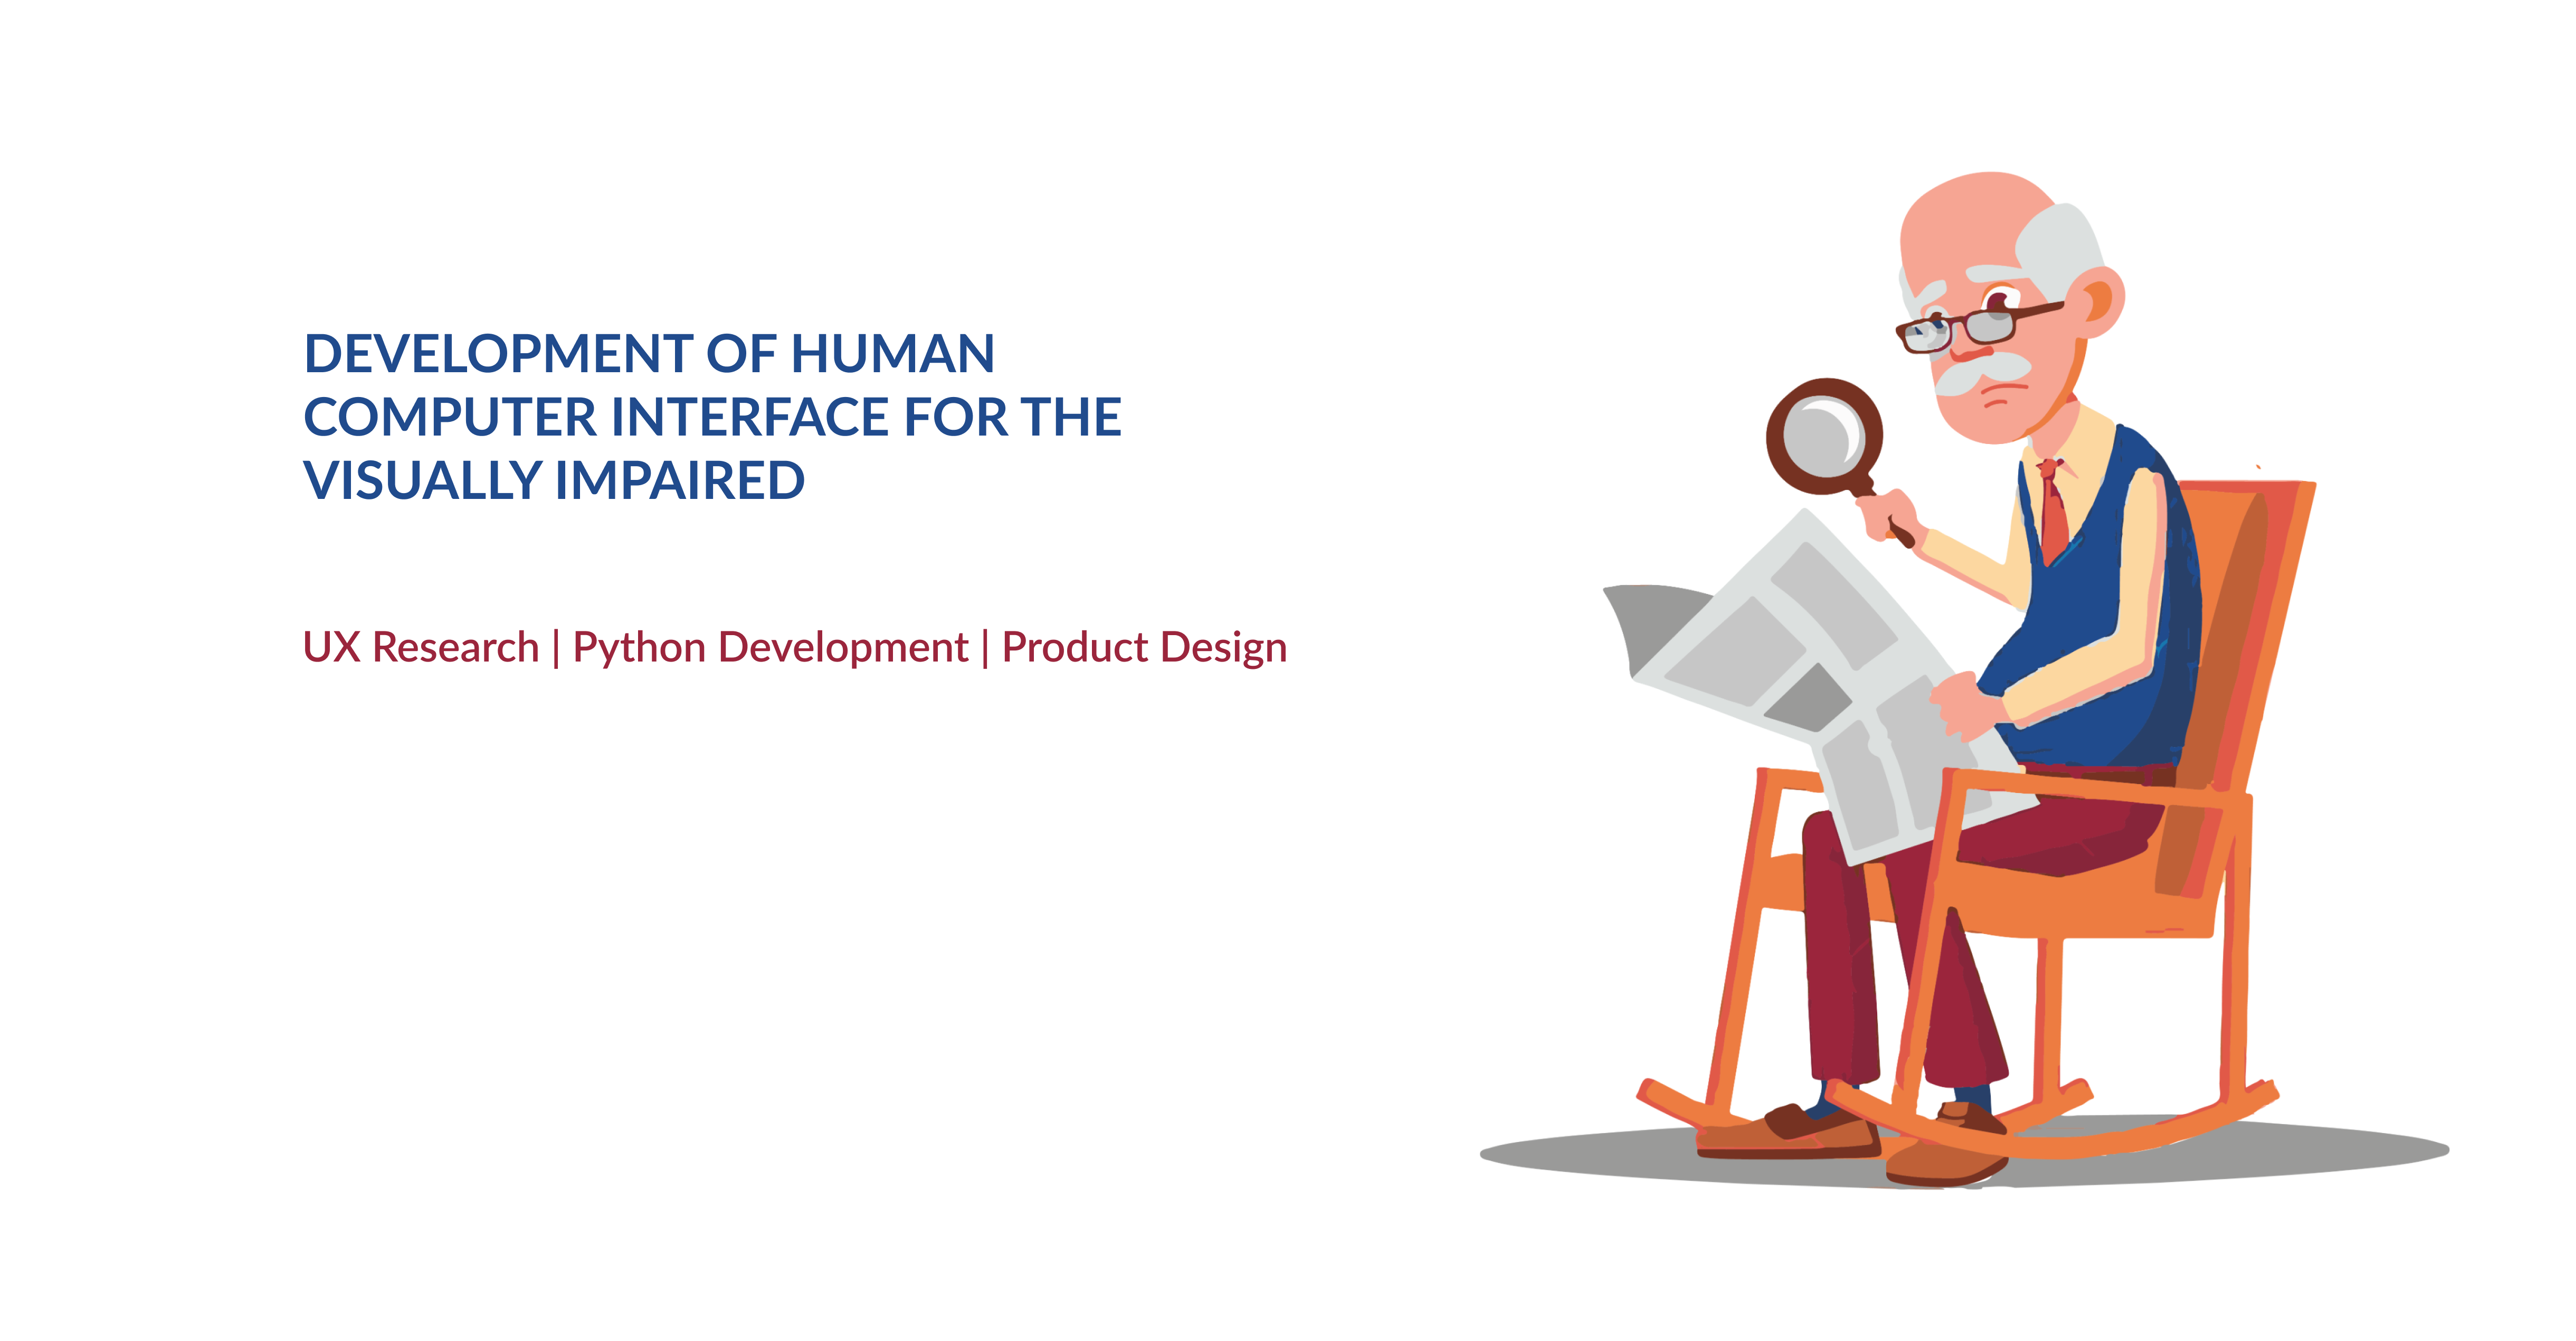 DEVELOPMENT OF HUMAN
COMPUTER INTERFACE FOR THE
VISUALLY IMPAIRED
UX Research | Python Development | Product Design